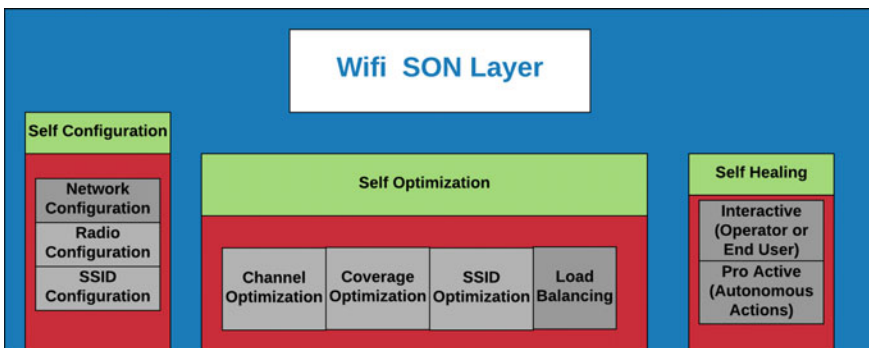 Wifi SON Layer
Self Configuration
Network
Configuration
Radio
Configuration
SSID
Configuration
Self Optimization
Channel
Optimization
Coverage
Optimization
SSID
Optimization
Load
Balancing
Self Healing
Interactive
(Operator or
End User)
Pro Active
(Autonomous
Actions)